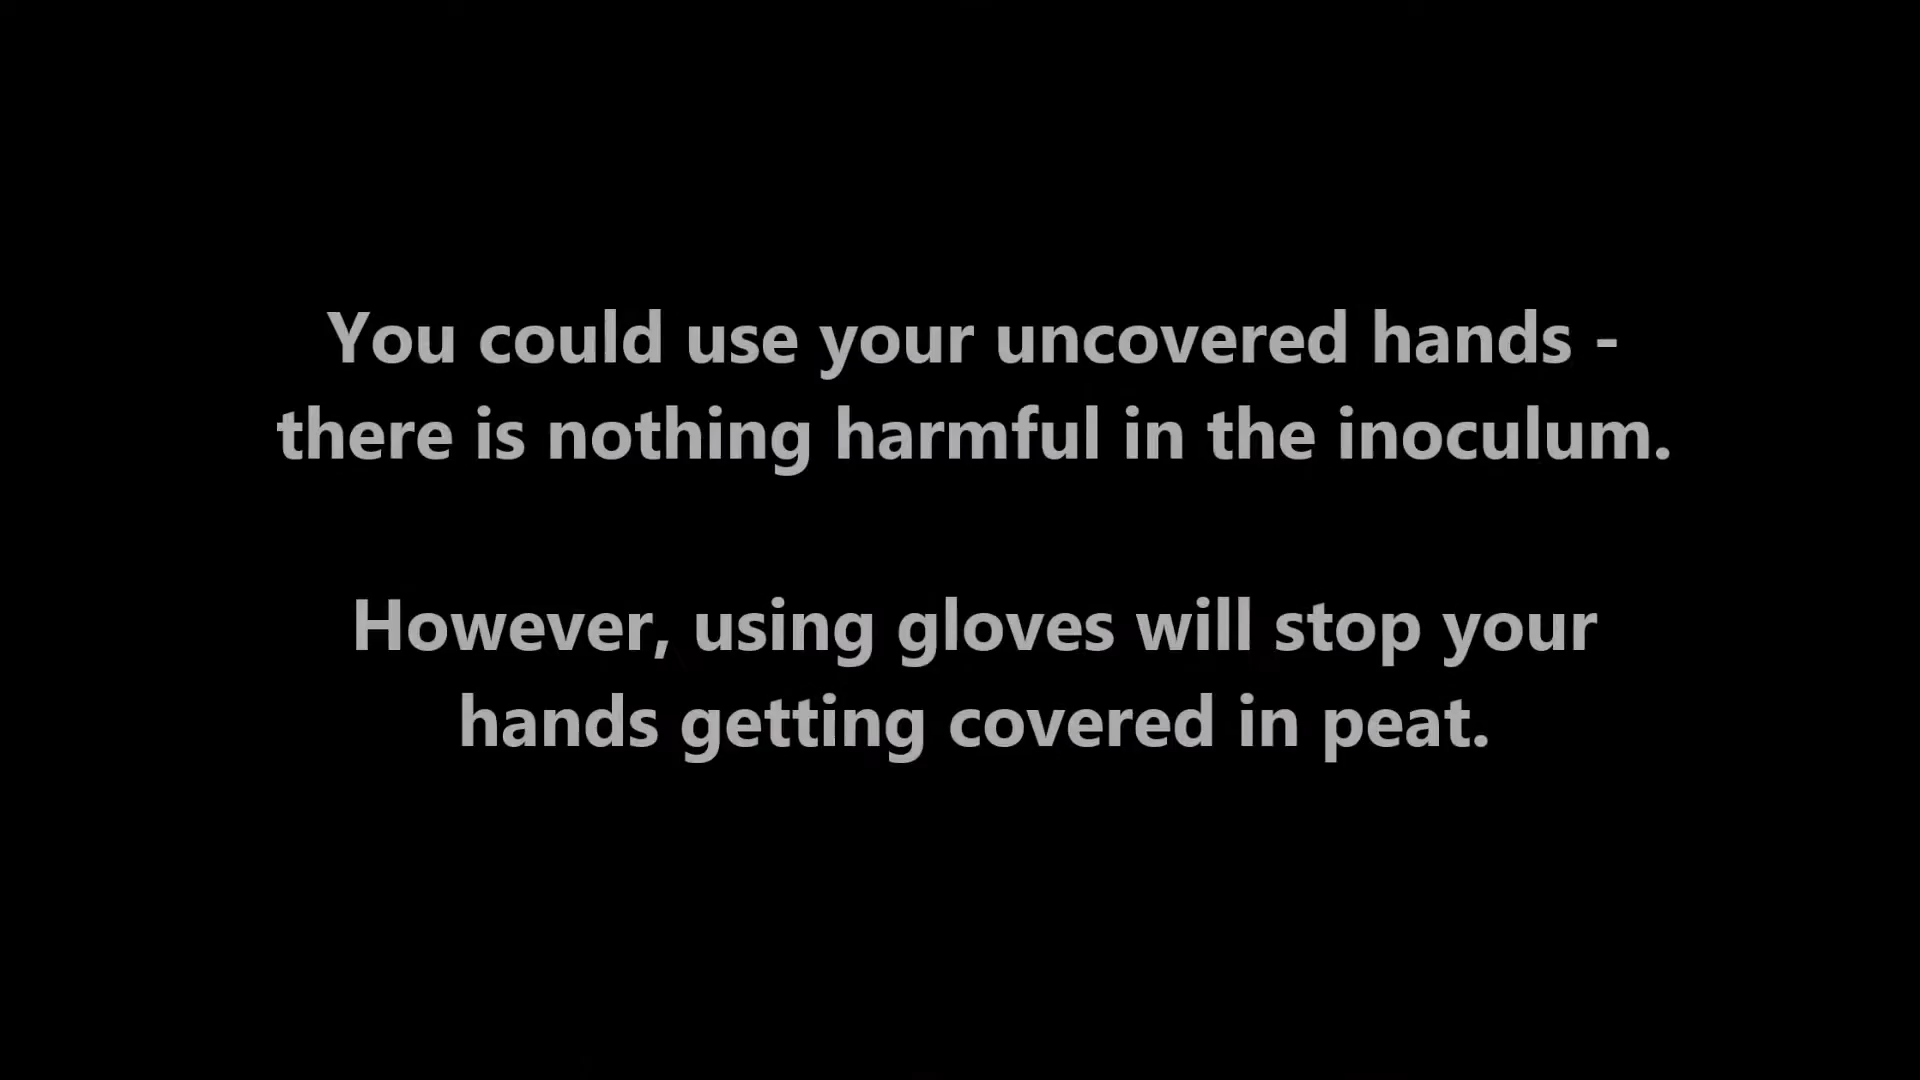 You could use your uncovered hands -
there is nothing harmful in the inoculum.
However, using gloves will stop your
hands getting covered in peat.